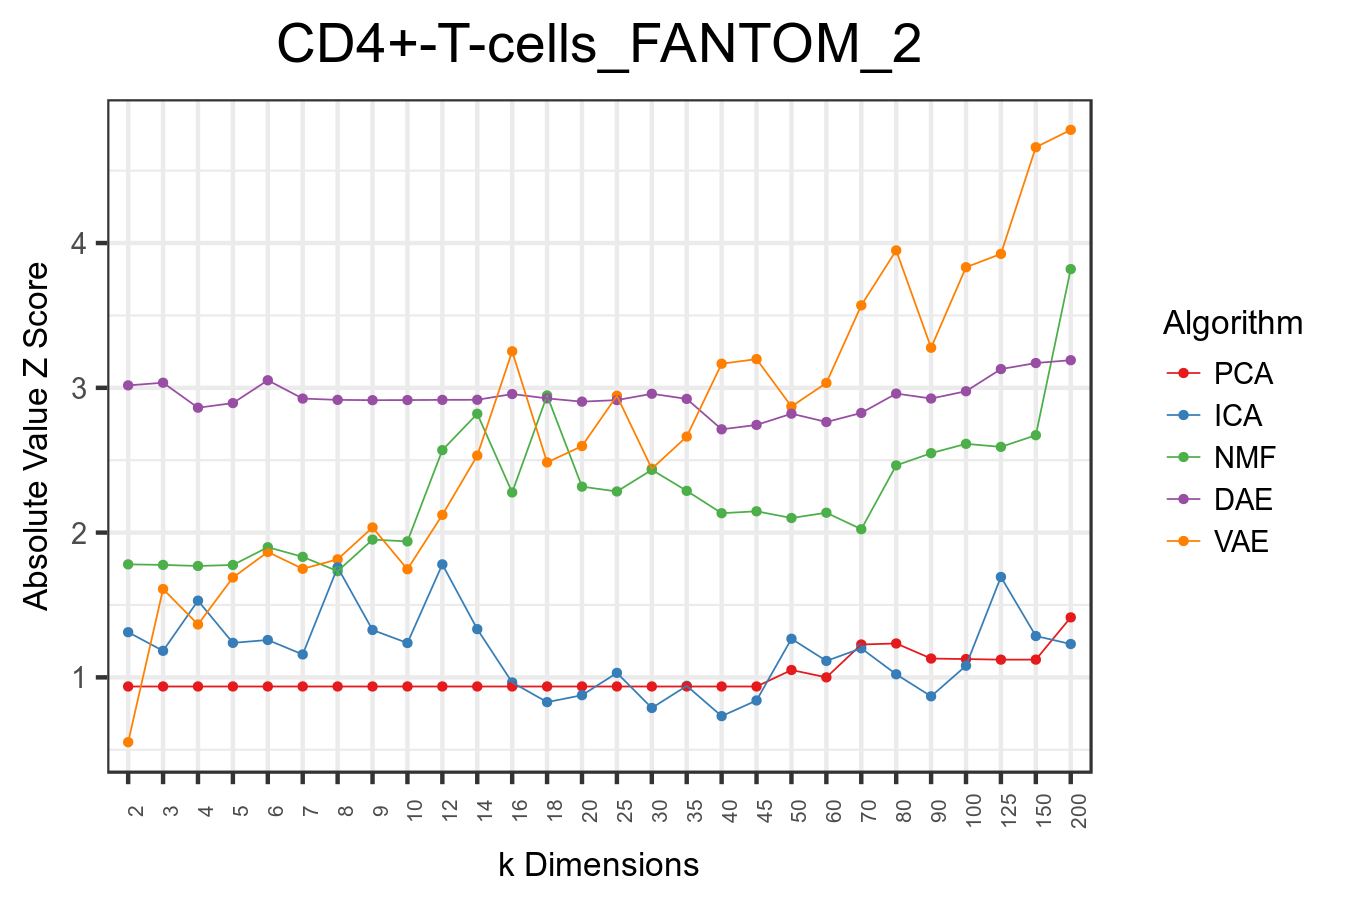 CD4+-T-cells_FANTOM_2
Absolute Value Z Score
4
3
2
1
2 3 4 5 6 7 8 9 10 12 14 16 18 20 25 30 35 40 45 50 60 70 80 90 100 125 150 200
k Dimensions
Algorithm
PCA
ICA
NMF
DAE
VAE